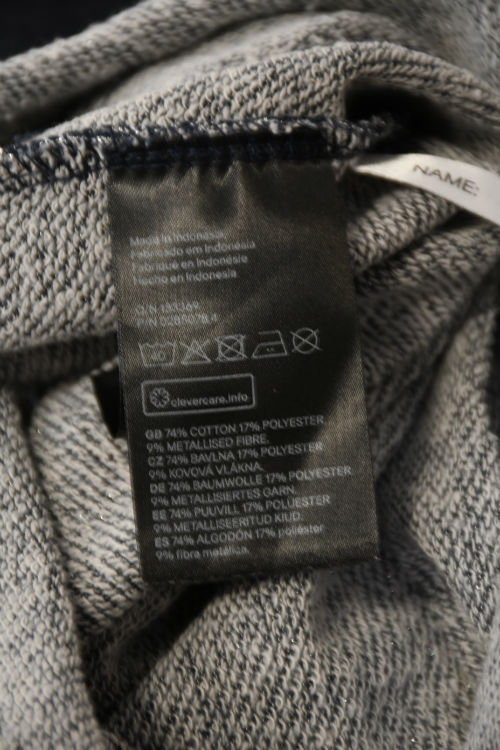 NAME:
Made in Indonesia
Fabricado em Indonésia
Fabriqué en Indonésie
Hecho en Indonesia
40
clevercare.info
GB 74% COTTON 17% POLYESTER
9% METALLISED FIBRE.
CZ 74% BAVLNA 17% POLYESTER
9% KOVOVÁ VLÁKNA.
DE 74% BAUMWOLLE 17% POLYESTER
9% METALLISIERTES GARN.
EE 74% PUUVILL 17% POLÜESTER
9% METALLISEERITUD KIUD.
ES 74% ALGODÓN 17% poliéster
9% fibra metálica.